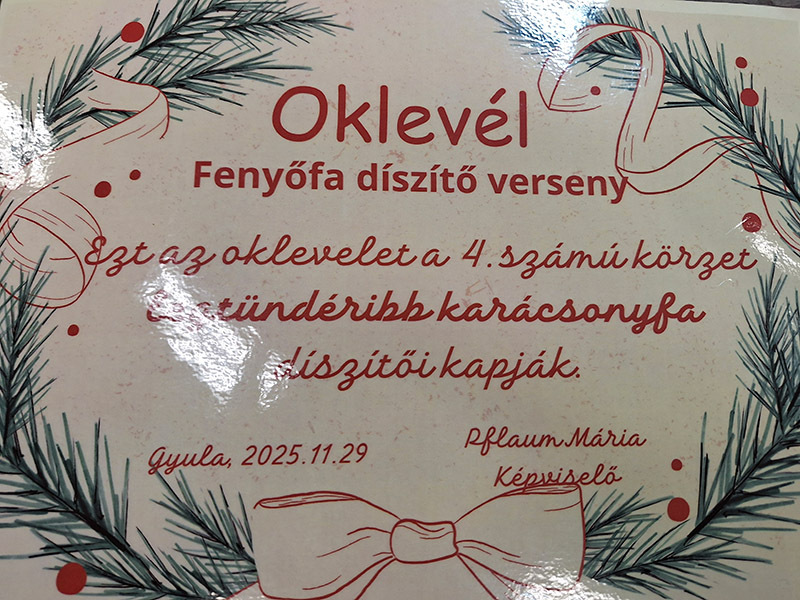 Oklevél
Fenyőfa díszítő verseny
Ezt az oklevelet a 4. számú körzet
karácsonyfa
díszítői kapják.
Gyula, 2025.11.29
Pflaum Mária
Képviselő